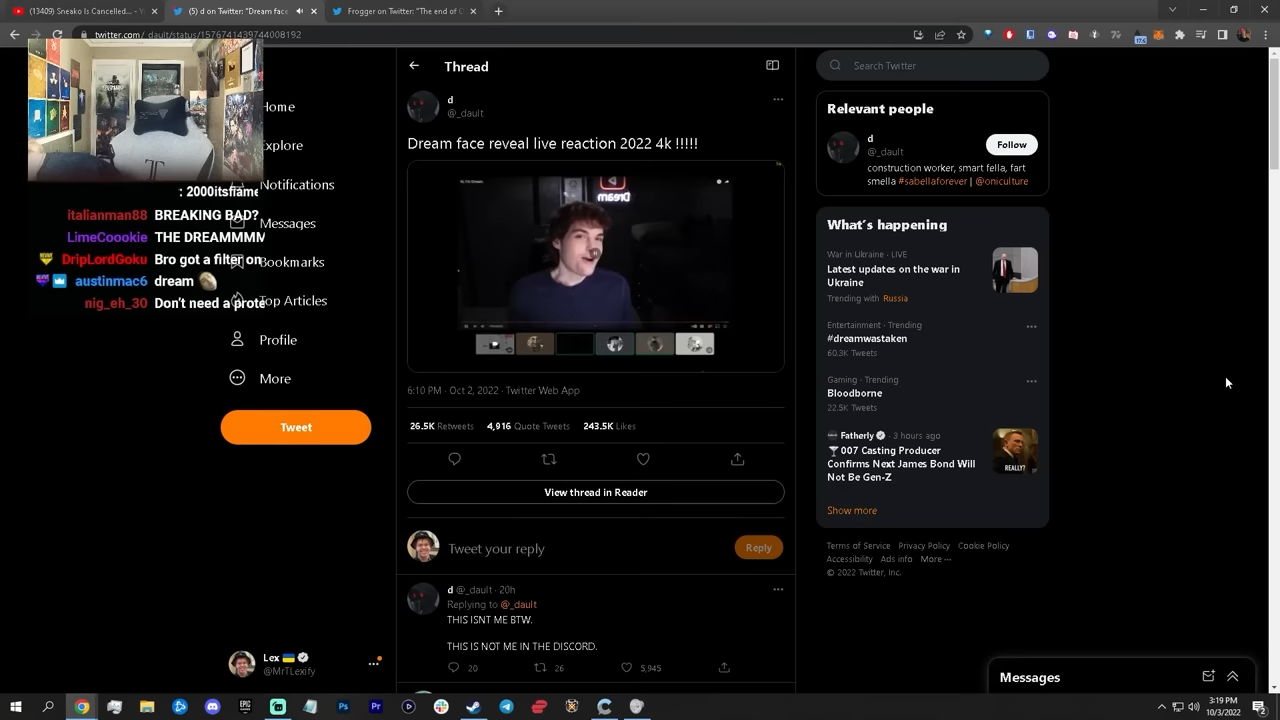 (13409) Sneako Is Cancelled... - Yo
(5) d on Twitter: "Dream face
Frogger on Twitter: "The end of
twitter.com/_dault/status/1576741439744008192
Thread
d
@_dault
Dream face reveal live reaction 2022 4k !!!!!
Dream
6:10 PM · Oct 2, 2022 · Twitter Web App
26.5K Retweets 4,916 Quote Tweets 243.5K Likes
View thread in Reader
Tweet your reply
Reply
d @_dault · 20h
Replying to @_dault
THIS ISNT ME BTW.
THIS IS NOT ME IN THE DISCORD.
20 26 5,945
: 2000itsflame
italianman88 BREAKING BAD?
LimeCoookie THE DREAMMMM
DripLordGoku Bro got a filter on
austinmac6 dream
nig_eh_30 Don't need a prote
Home
Explore
Notifications
Messages
Bookmarks
Top Articles
Profile
More
Tweet
Lex
@MrTLexify
Search Twitter
Relevant people
d
@_dault
Follow
construction worker, smart fella, fart
smella #sabellaforever | @oniculture
What's happening
War in Ukraine · LIVE
Latest updates on the war in
Ukraine
Trending with Russia
Entertainment · Trending
#dreamwastaken
60.3K Tweets
Gaming · Trending
Bloodborne
22.5K Tweets
Fatherly · 3 hours ago
007 Casting Producer
Confirms Next James Bond Will
Not Be Gen-Z
REALLY?
Show more
Terms of Service Privacy Policy Cookie Policy
Accessibility Ads info More
© 2022 Twitter, Inc.
Messages
3:19 PM
10/3/2022